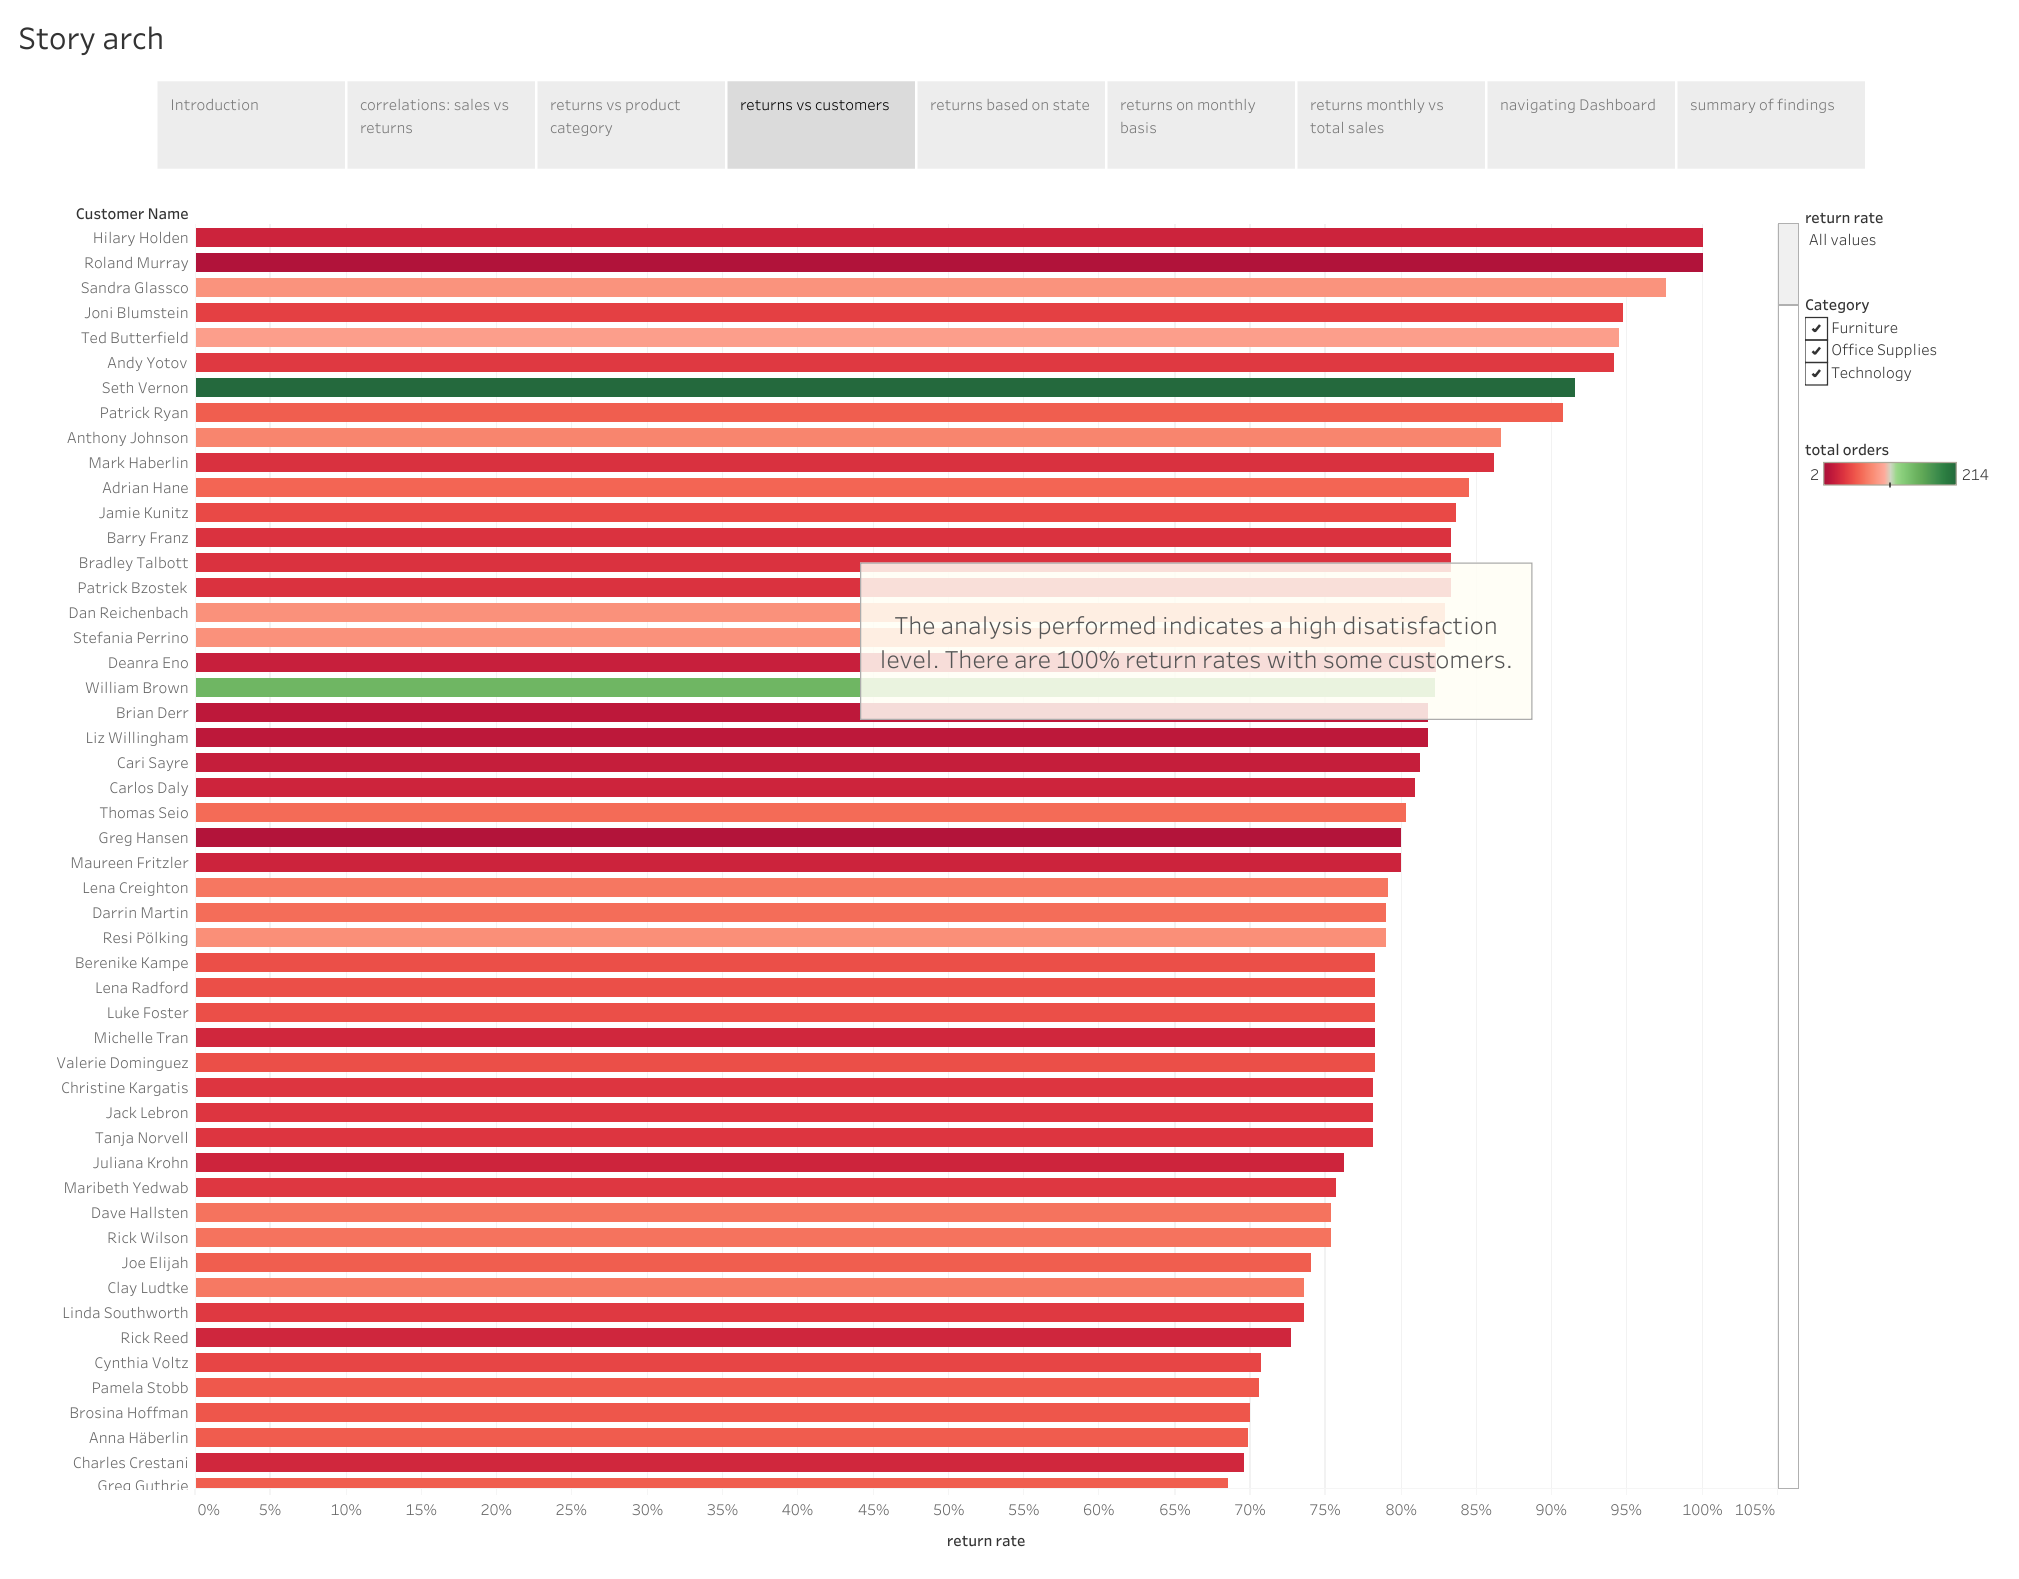 Story arch
Introduction
correlations: sales vs
returns
returns vs product
category
returns vs customers
returns based on state
returns on monthly
basis
returns monthly vs
total sales
navigating Dashboard
summary of findings
Customer Name
Hilary Holden
Roland Murray
Sandra Glassco
Joni Blumstein
Ted Butterfield
Andy Yotov
Seth Vernon
Patrick Ryan
Anthony Johnson
Mark Haberlin
Adrian Hane
Jamie Kunitz
Barry Franz
Bradley Talbott
Patrick Bzostek
Dan Reichenbach
Stefania Perrino
Deanra Eno
William Brown
Brian Derr
Liz Willingham
Cari Sayre
Carlos Daly
Thomas Seio
Greg Hansen
Maureen Fritzler
Lena Creighton
Darrin Martin
Resi Pölking
Berenike Kampe
Lena Radford
Luke Foster
Michelle Tran
Valerie Dominguez
Christine Kargatis
Jack Lebron
Tanja Norvell
Juliana Krohn
Maribeth Yedwab
Dave Hallsten
Rick Wilson
Joe Elijah
Clay Ludtke
Linda Southworth
Rick Reed
Cynthia Voltz
Pamela Stobb
Brosina Hoffman
Anna Häberlin
Charles Crestani
Greg Guthrie
The analysis performed indicates a high disatisfaction
level. There are 100% return rates with some customers.
0% 5% 10% 15% 20% 25% 30% 35% 40% 45% 50% 55% 60% 65% 70% 75% 80% 85% 90% 95% 100% 105%
return rate
return rate
All values
Category
Furniture
Office Supplies
Technology
total orders
2 214